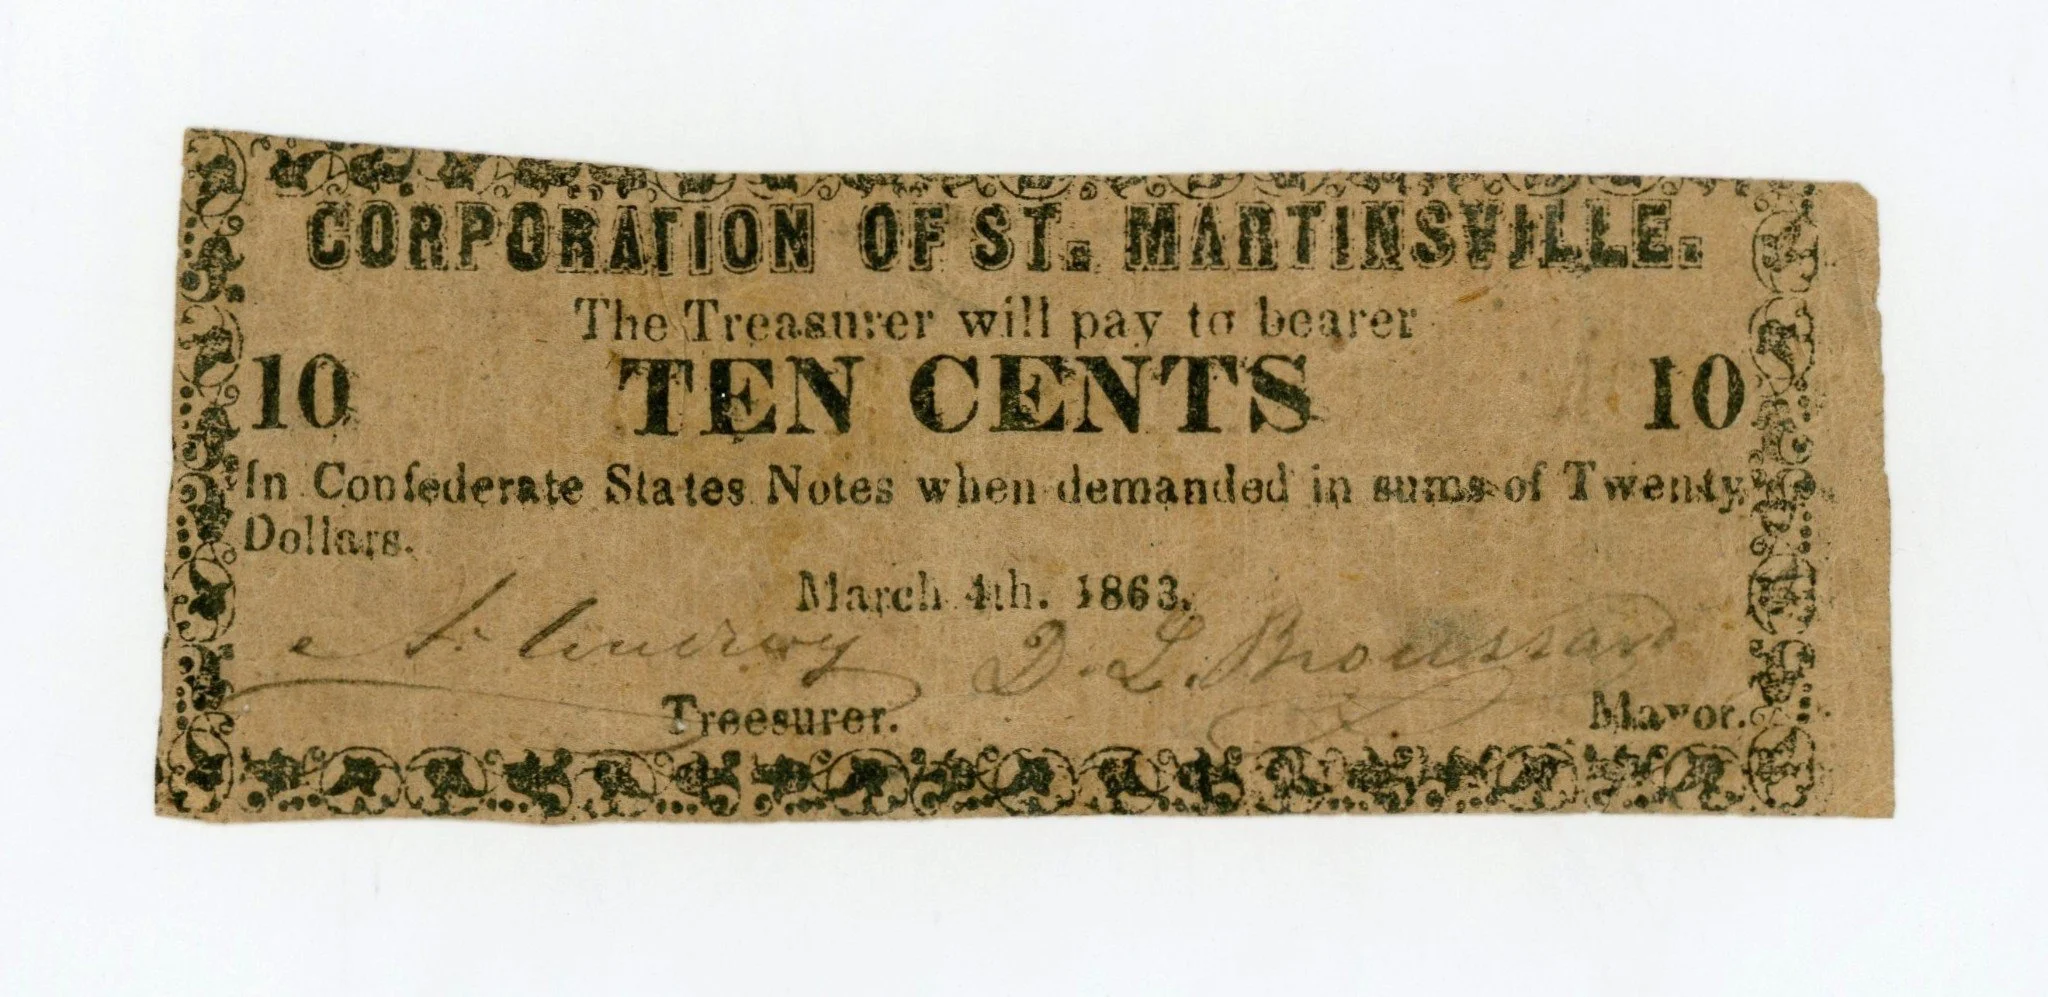 CORPORATION OF ST. MARTINSVILLE.
The Treasurer will pay to bearer
10 TEN CENTS 10
In Confederate States Notes when demanded in sums of Twenty
Dollars.
March 4th. 1863.
D. L. Broussard
Treesurer. Mayor.